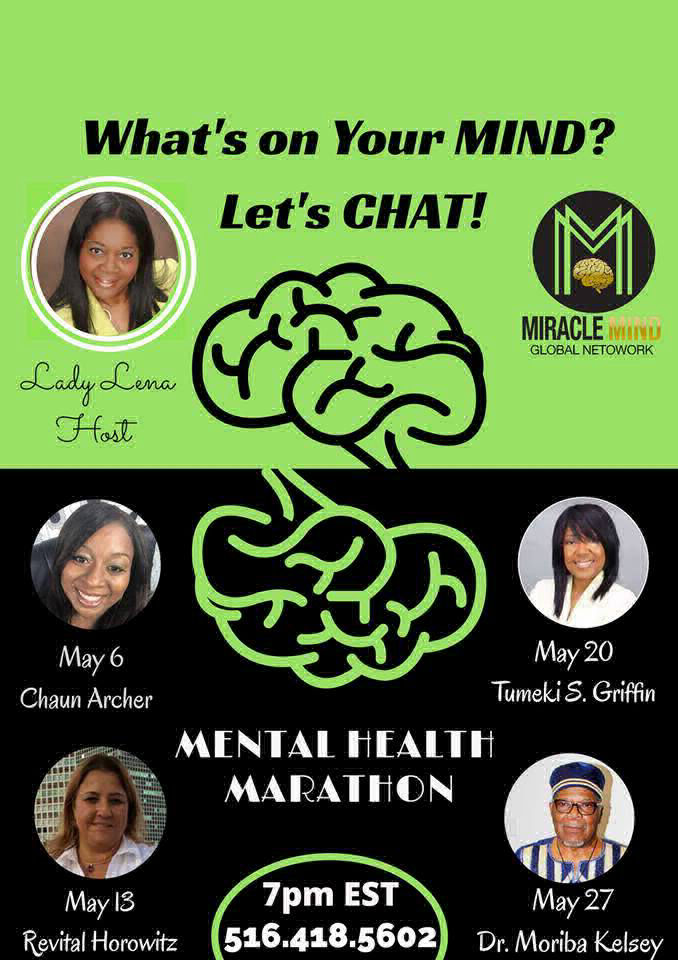 What's on Your MIND?
Let's CHAT!
M
MIRACLE MIND
GLOBAL NETOWORK
Lady Lena
Host
May 6
Chaun Archer
May 20
Tumeki S. Griffin
MENTAL HEALTH
MARATHON
May 13
Revital Horowitz
7pm EST
516.418.5602
May 27
Dr. Moriba Kelsey